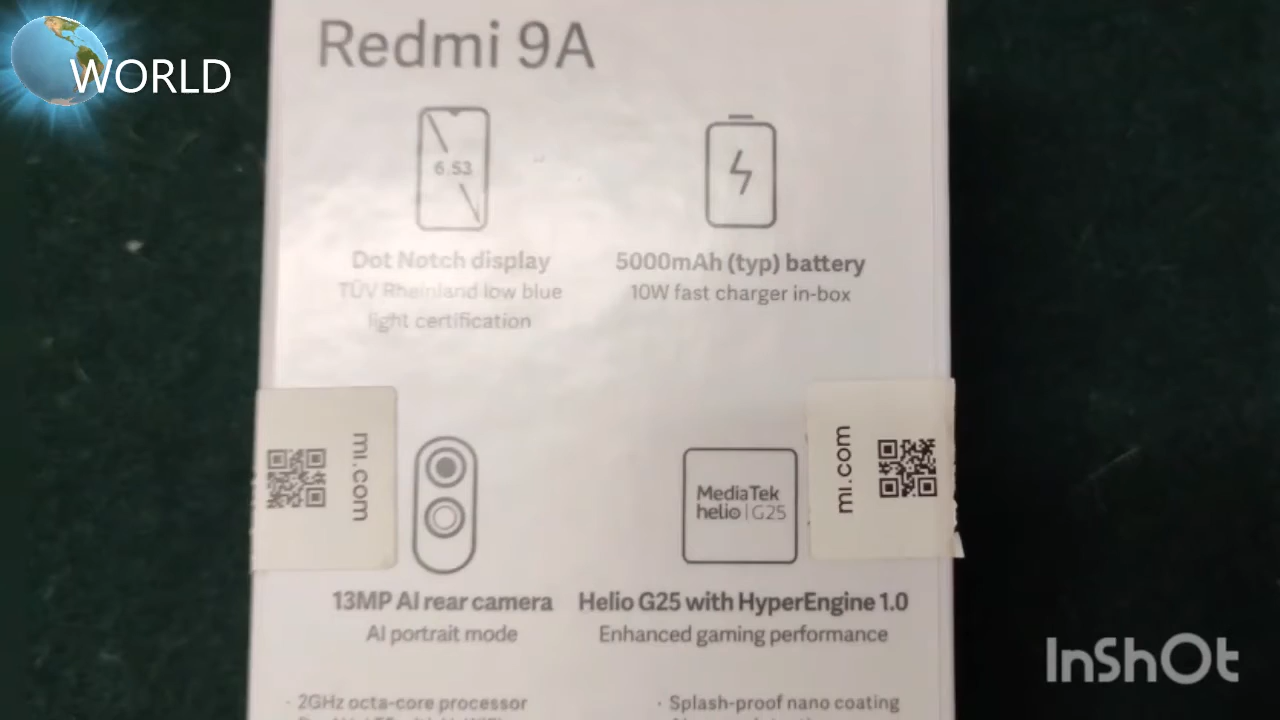 WORLD
Redmi 9A
6.53
Dot Notch display
TÜV Rheinland low blue
light certification
5000mAh (typ) battery
10W fast charger in-box
mi.com
mi.com
MediaTek
helio | G25
13MP AI rear camera
AI portrait mode
Helio G25 with HyperEngine 1.0
Enhanced gaming performance
· 2GHz octa-core processor
· Splash-proof nano coating
InShOt